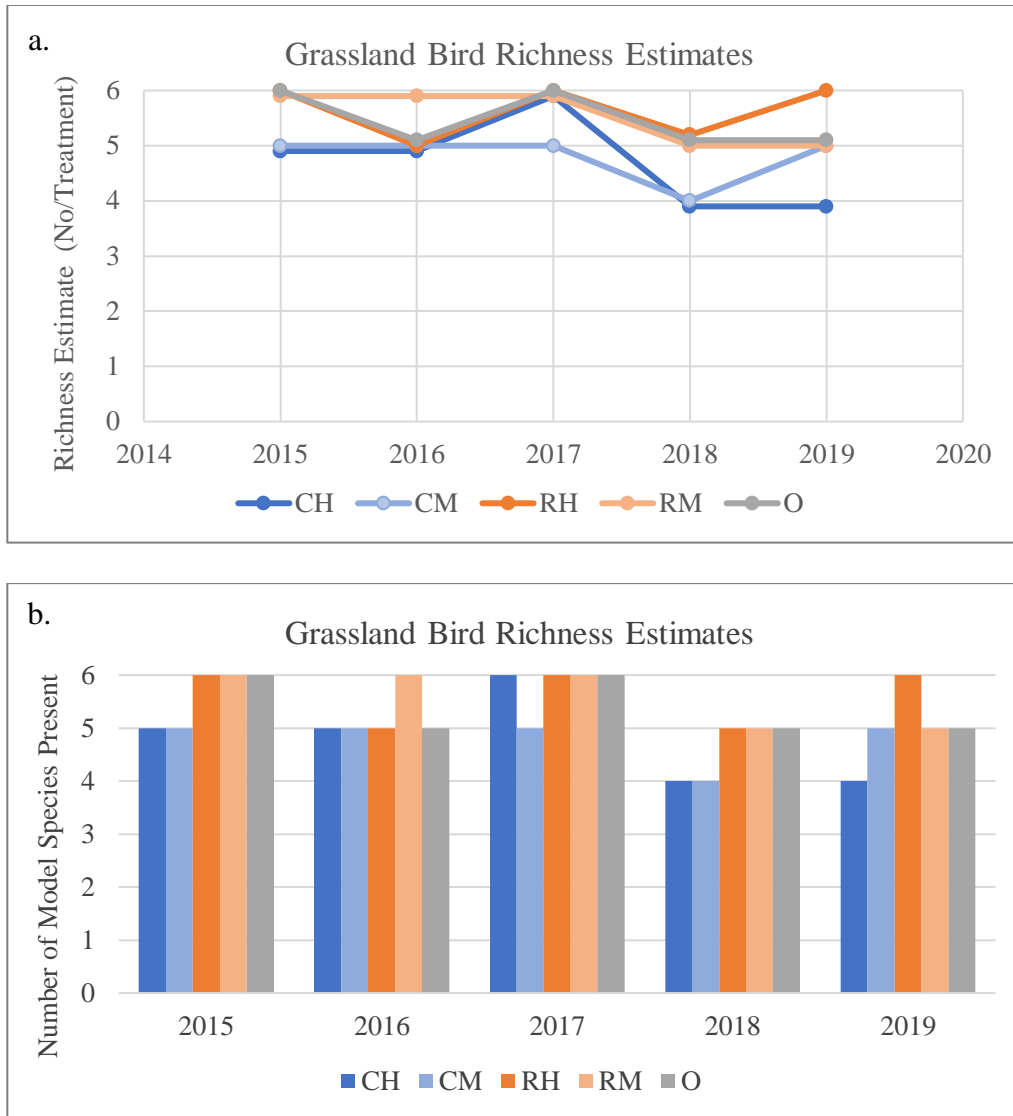 a.
Grassland Bird Richness Estimates
Richness Estimate (No/Treatment)
6
5
4
3
2
1
0
2014 2015 2016 2017 2018 2019 2020
CH CM RH RM O
b.
Grassland Bird Richness Estimates
Number of Model Species Present
6
5
4
3
2
1
0
2015 2016 2017 2018 2019
CH CM RH RM O